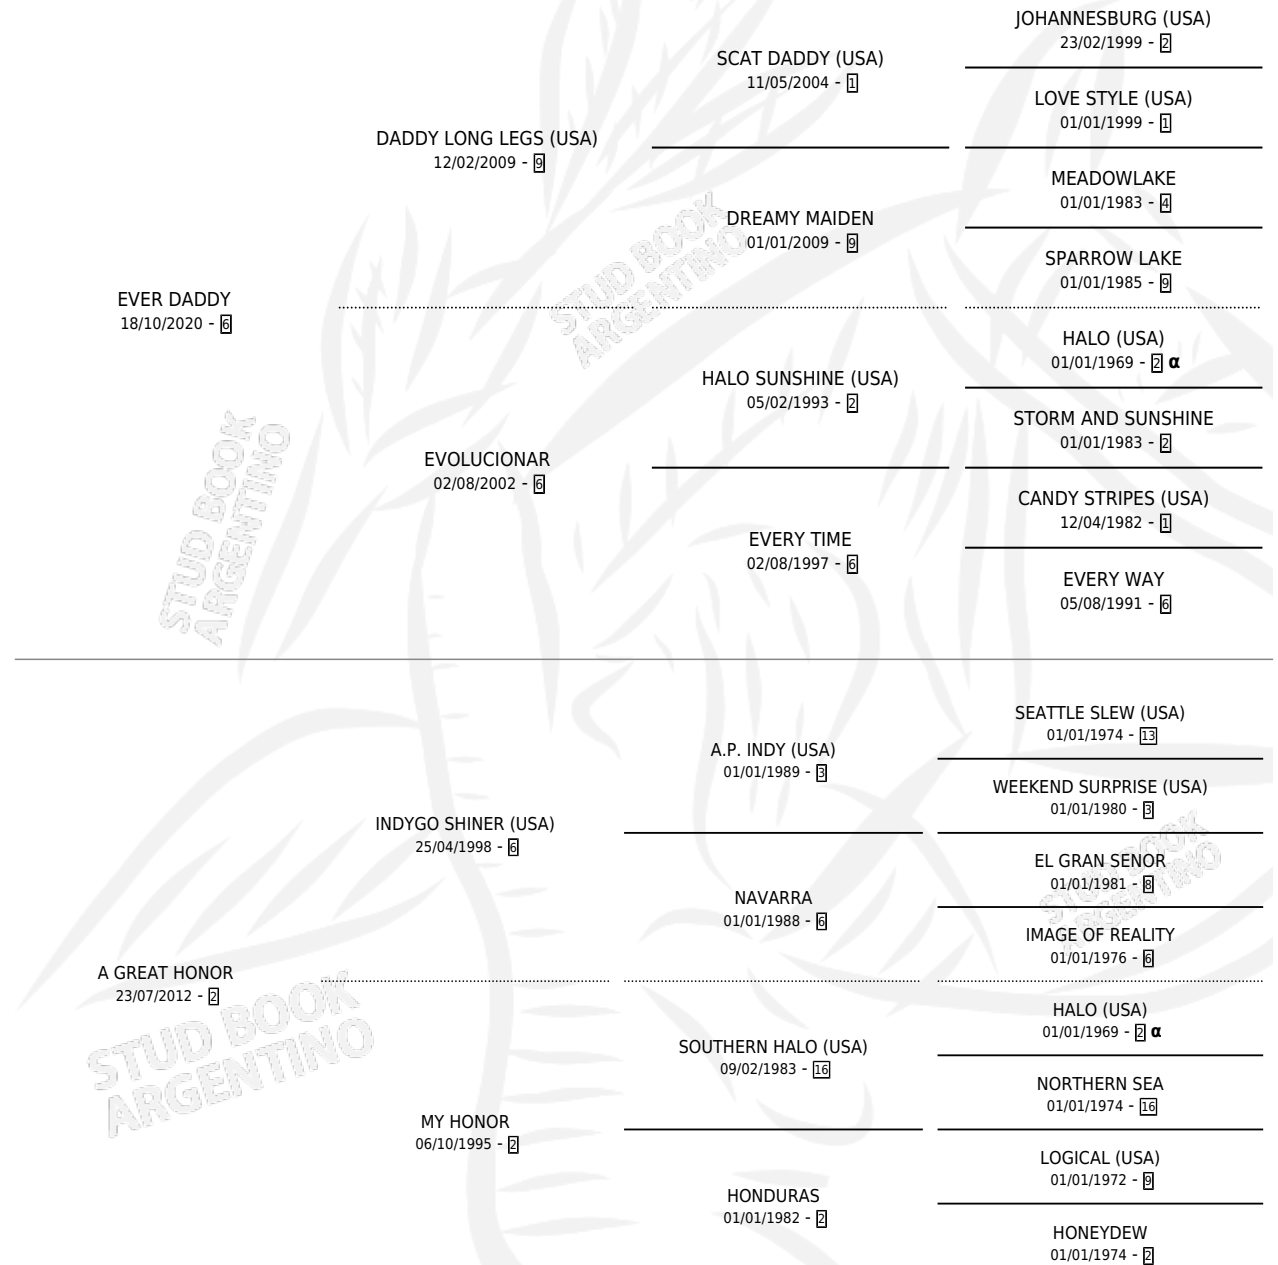 JOHANNESBURG (USA)
23/02/1999 - 2
SCAT DADDY (USA)
11/05/2004 - 1
LOVE STYLE (USA)
01/01/1999 - 1
DADDY LONG LEGS (USA)
12/02/2009 - 9
MEADOWLAKE
01/01/1983 - 4
DREAMY MAIDEN
01/01/2009 - 9
SPARROW LAKE
01/01/1985 - 9
EVER DADDY
18/10/2020 - 6
HALO (USA)
01/01/1969 - 2 α
HALO SUNSHINE (USA)
05/02/1993 - 2
STORM AND SUNSHINE
01/01/1983 - 2
EVOLUCIONAR
02/08/2002 - 6
CANDY STRIPES (USA)
12/04/1982 - 1
EVERY TIME
02/08/1997 - 6
EVERY WAY
05/08/1991 - 6
SEATTLE SLEW (USA)
01/01/1974 - 13
A.P. INDY (USA)
01/01/1989 - 3
WEEKEND SURPRISE (USA)
01/01/1980 - 3
INDYGO SHINER (USA)
25/04/1998 - 6
EL GRAN SENOR
01/01/1981 - 8
NAVARRA
01/01/1988 - 6
IMAGE OF REALITY
01/01/1976 - 6
A GREAT HONOR
23/07/2012 - 2
HALO (USA)
01/01/1969 - 2 α
SOUTHERN HALO (USA)
09/02/1983 - 16
NORTHERN SEA
01/01/1974 - 16
MY HONOR
06/10/1995 - 2
LOGICAL (USA)
01/01/1972 - 9
HONDURAS
01/01/1982 - 2
HONEYDEW
01/01/1974 - 2
STUD BOOK
ARGENTINO
STUD BOOK
ARGENTINO
STUD BOOK
ARGENTINO
STUD BOOK
ARGENTINO